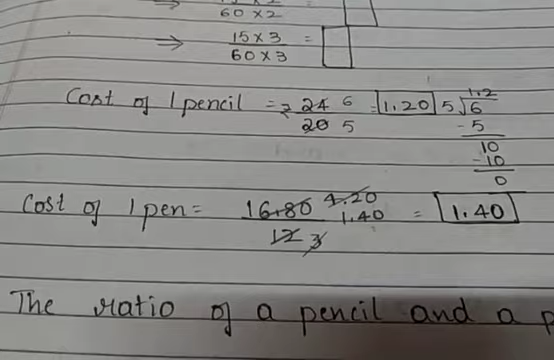 ⇒ 15×2 =
60×2
⇒ 15×3 =
60×3
Cost of 1 pencil = 24 6 = 1.20
20 5
1.2
5√6
-5
10
-10
0
Cost of 1 pen = 16.80 4.20 1.40 = 1.40
12 3
The ratio of a pencil and a p